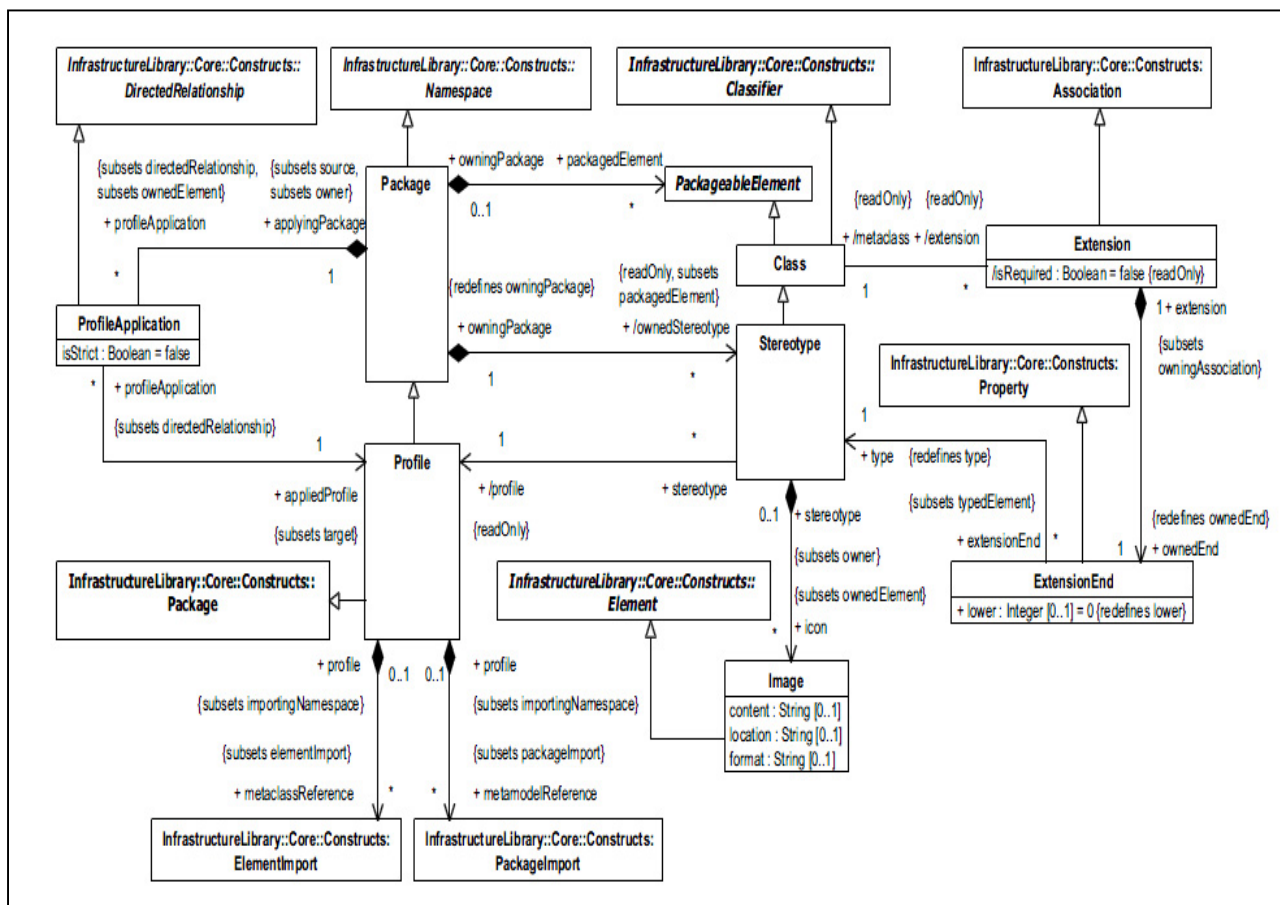 InfrastructureLibrary::Core::Constructs::
DirectedRelationship
InfrastructureLibrary::Core::Constructs::
Namespace
InfrastructureLibrary::Core::Constructs::
Classifier
InfrastructureLibrary::Core::Constructs:
Association
{subsets directedRelationship,
subsets ownedElement}
+ profileApplication
*
{subsets source,
subsets owner}
+ applyingPackage
1
Package
+ owningPackage
+ packagedElement
0..1
*
PackageableElement
{readOnly}
{readOnly}
+ /metaclass
+ /extension
1
*
Class
Extension
/isRequired : Boolean = false {readOnly}
ProfileApplication
isStrict : Boolean = false
{redefines owningPackage}
+ owningPackage
1
{readOnly, subsets
packagedElement}
+ /ownedStereotype
*
Stereotype
1
+ extension
{subsets
owningAssociation}
InfrastructureLibrary::Core::Constructs:
Property
*
+ profileApplication
{subsets directedRelationship}
1
+ appliedProfile
{subsets target}
Profile
1
+ /profile
{readOnly}
*
+ stereotype
1
+ type
{redefines type}
{subsets typedElement}
+ extensionEnd
*
{redefines ownedEnd}
1
+ ownedEnd
ExtensionEnd
+ lower : Integer [0..1] = 0 {redefines lower}
0..1
+ stereotype
{subsets owner}
{subsets ownedElement}
*
+ icon
InfrastructureLibrary::Core::Constructs::
Package
InfrastructureLibrary::Core::Constructs::
Element
Image
content : String [0..1]
location : String [0..1]
format : String [0..1]
+ profile
0..1
{subsets importingNamespace}
{subsets elementImport}
+ metaclassReference
*
0..1
+ profile
{subsets importingNamespace}
{subsets packageImport}
*
+ metamodelReference
InfrastructureLibrary::Core::Constructs:
ElementImport
InfrastructureLibrary::Core::Constructs:
PackageImport